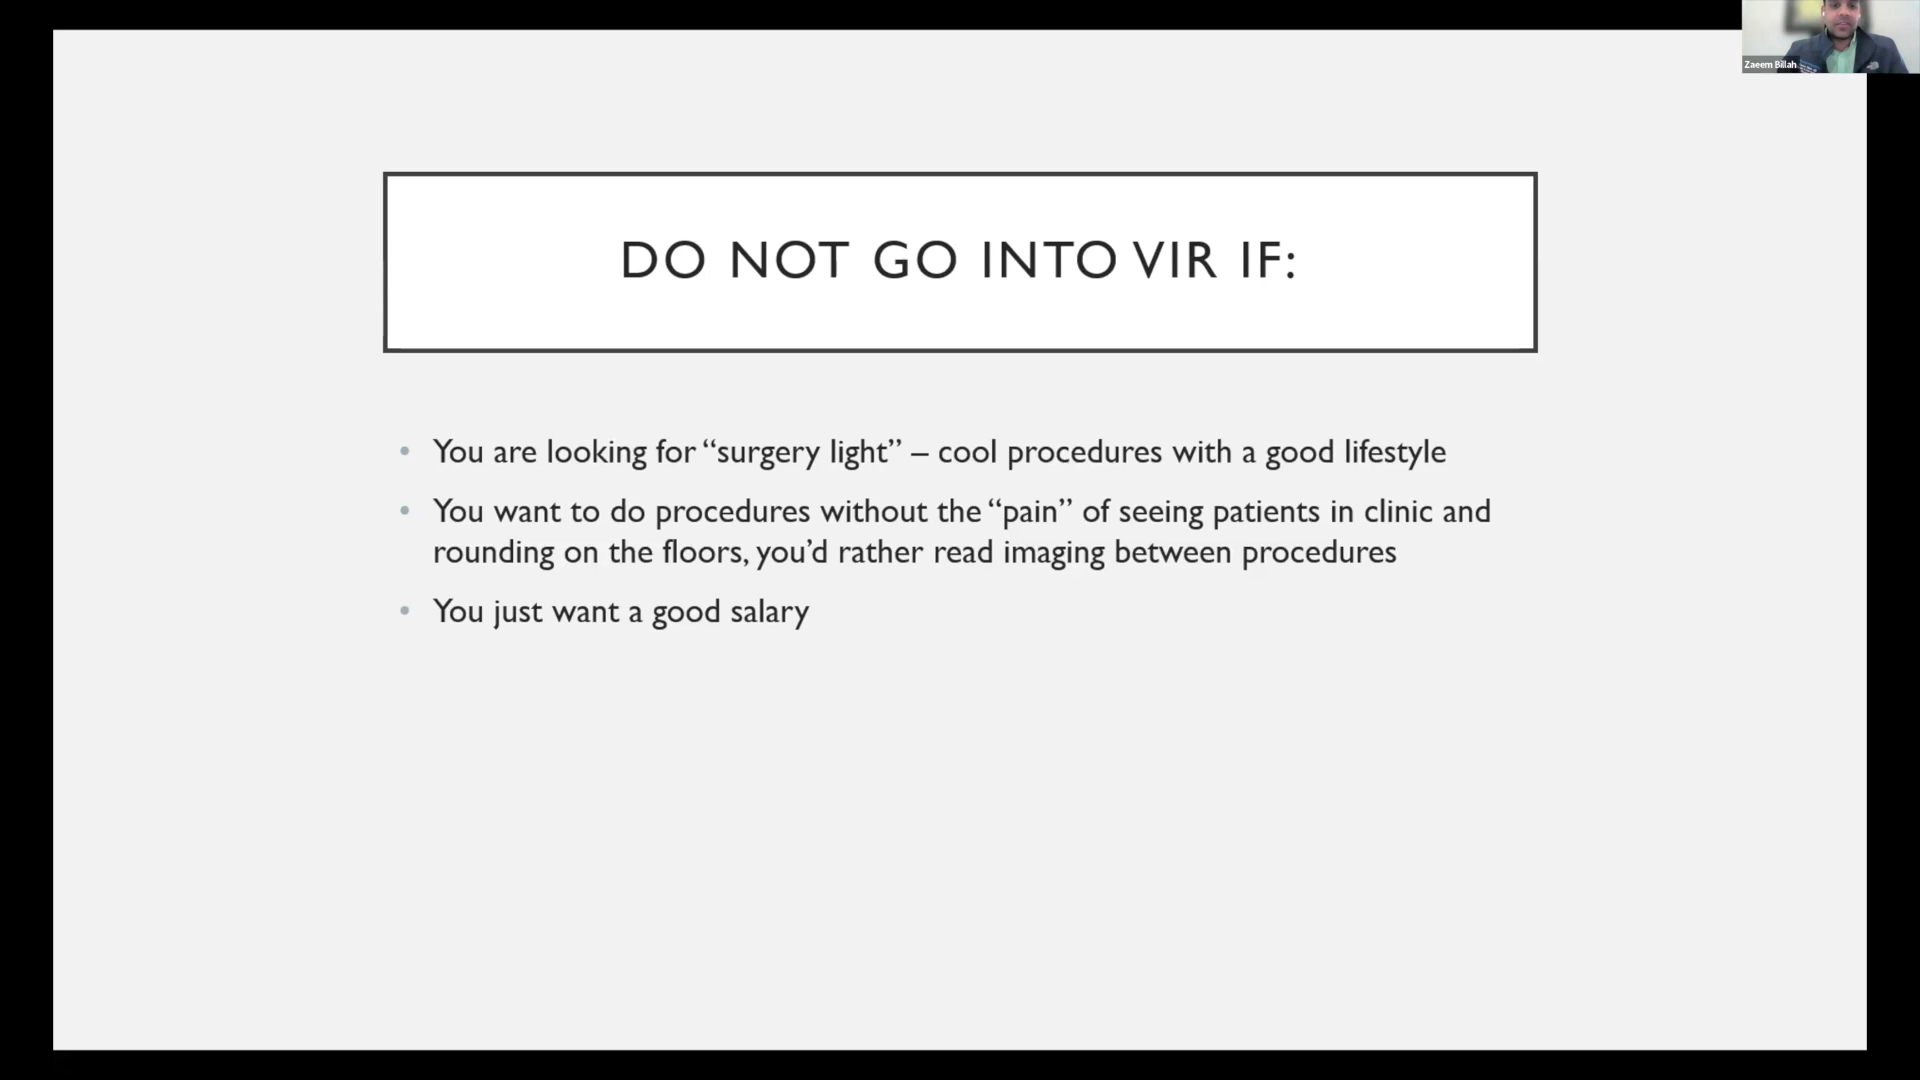 Zaeem Billah
DO NOT GO INTO VIR IF:
• You are looking for “surgery light” – cool procedures with a good lifestyle
• You want to do procedures without the “pain” of seeing patients in clinic and
rounding on the floors, you’d rather read imaging between procedures
• You just want a good salary